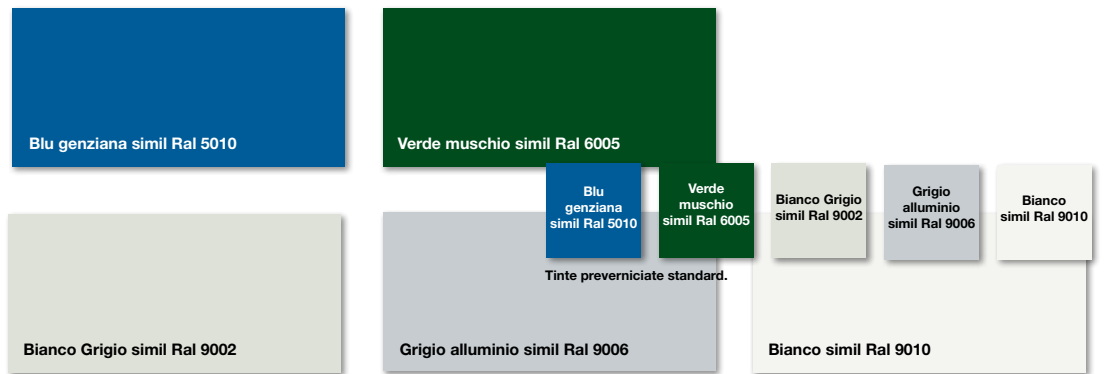 Blu genziana simil Ral 5010
Verde muschio simil Ral 6005
Blu
genziana
simil Ral 5010
Verde
muschio
simil Ral 6005
Bianco Grigio
simil Ral 9002
Grigio
alluminio
simil Ral 9006
Bianco
simil Ral 9010
Tinte preverniciate standard.
Bianco Grigio simil Ral 9002
Grigio alluminio simil Ral 9006
Bianco simil Ral 9010